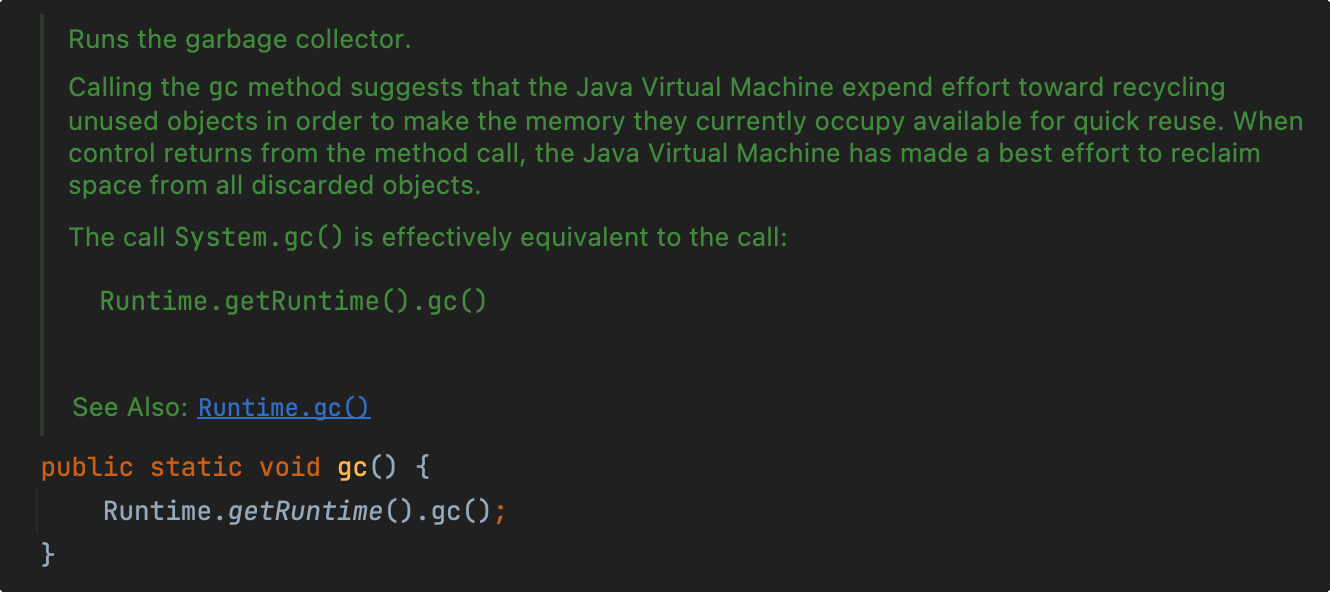 Runs the garbage collector.
Calling the gc method suggests that the Java Virtual Machine expend effort toward recycling
unused objects in order to make the memory they currently occupy available for quick reuse. When
control returns from the method call, the Java Virtual Machine has made a best effort to reclaim
space from all discarded objects.
The call System.gc() is effectively equivalent to the call:
Runtime.getRuntime().gc()
See Also: Runtime.gc()
public static void gc() {
    Runtime.getRuntime().gc();
}